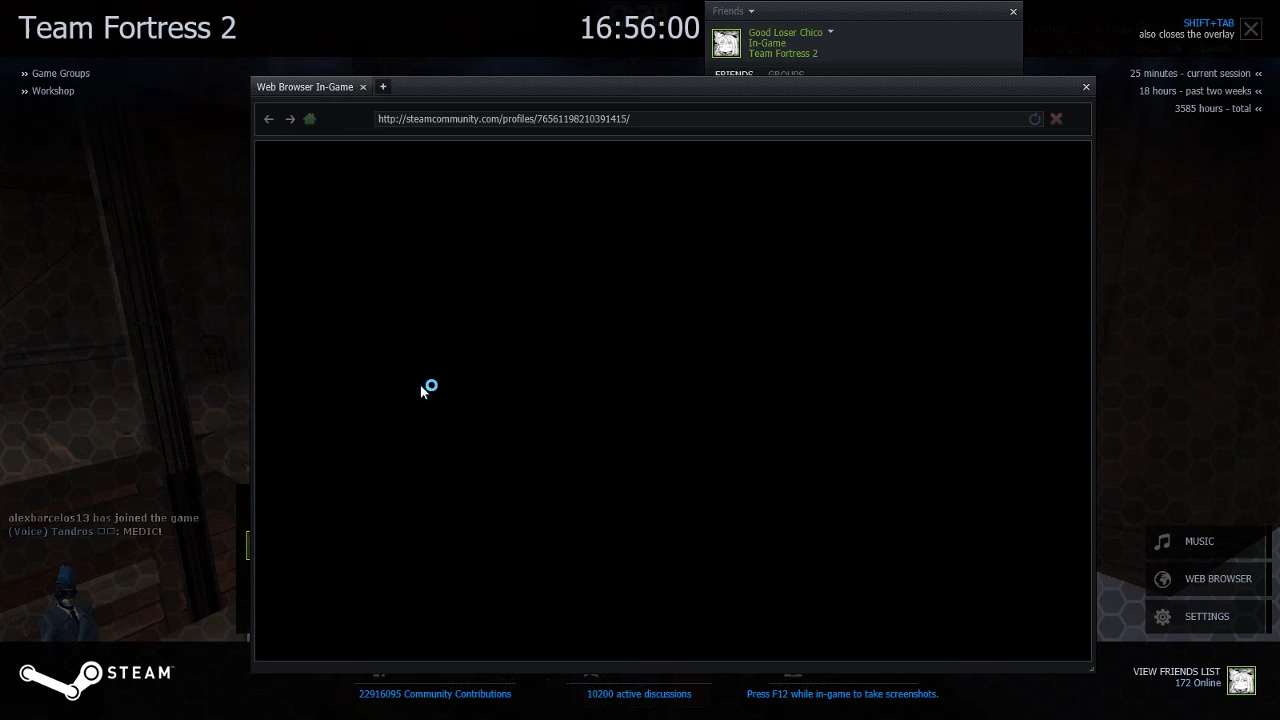 Team Fortress 2
16:56:00
Friends
Good Loser Chico
In-Game
Team Fortress 2
FRIENDS GROUPS
SHIFT+TAB
also closes the overlay
» Game Groups
» Workshop
25 minutes - current session «
18 hours - past two weeks «
3585 hours - total «
Web Browser In-Game
http://steamcommunity.com/profiles/76561198210391415/
alexbarcelos13 has joined the game
(Voice) Tandros □□: MEDIC!
MUSIC
WEB BROWSER
SETTINGS
STEAM™
22916095 Community Contributions
10200 active discussions
Press F12 while in-game to take screenshots.
VIEW FRIENDS LIST
172 Online